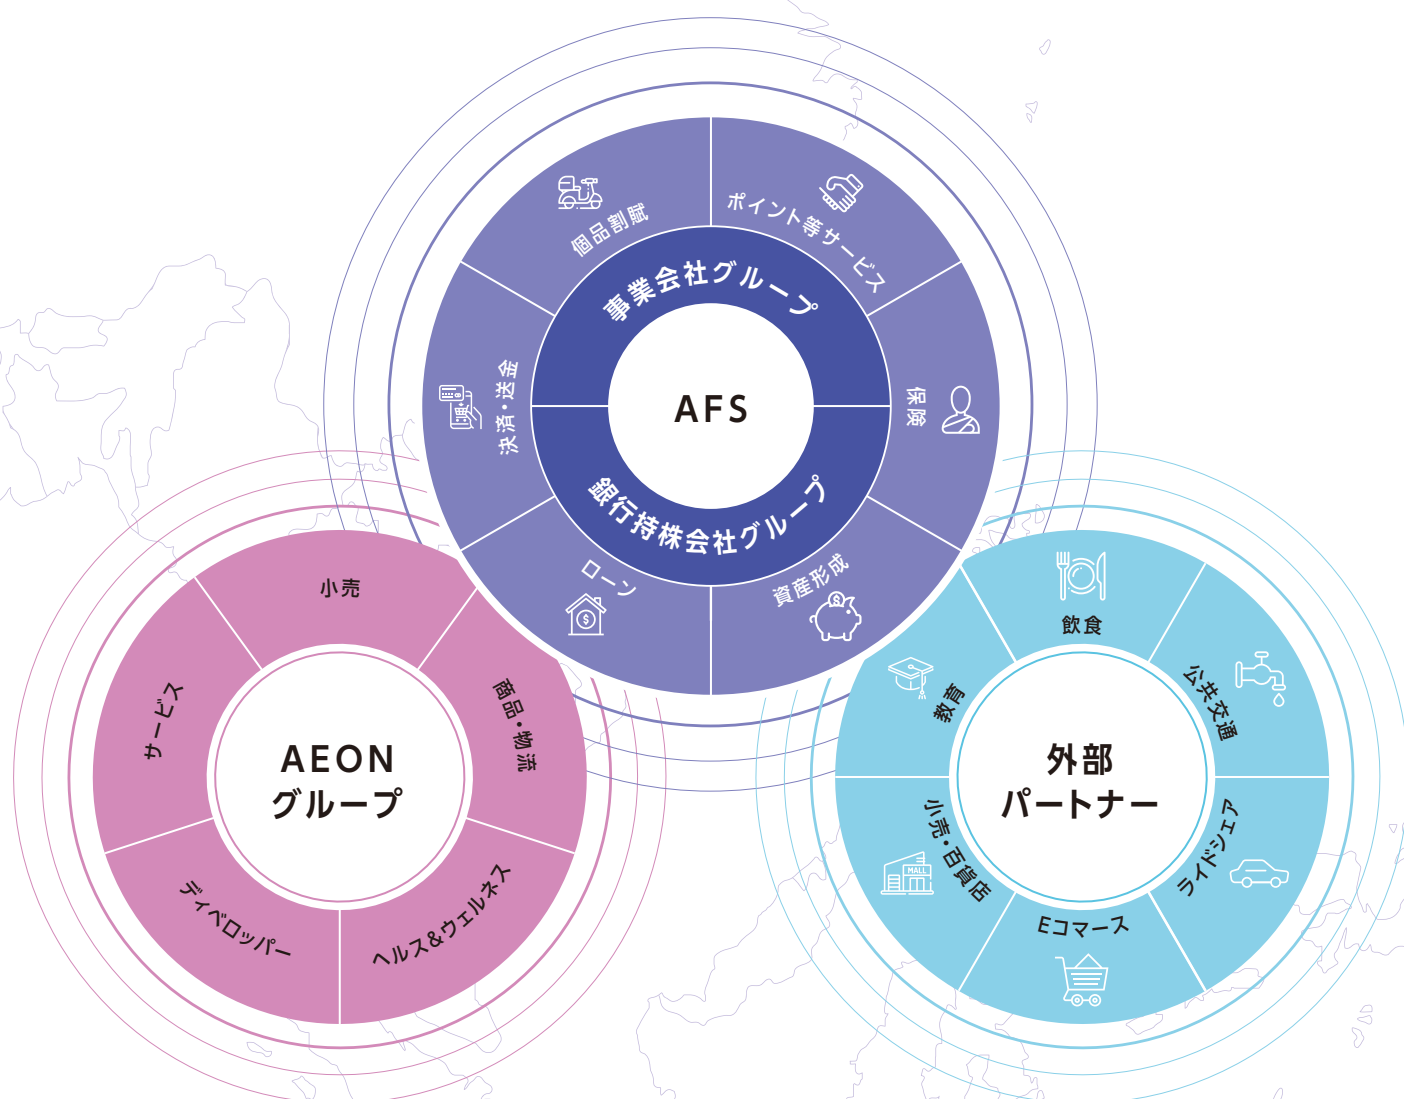 個品割賦
ポイント等サービス
事業会社グループ
決済・送金
保険
AFS
銀行持株会社グループ
ローン
資産形成
小売
サービス
商品・物流
AEON
グループ
ディベロッパー
ヘルス&ウェルネス
飲食
教育
公共交通
外部
パートナー
小売・百貨店
MALL
ライドシェア
Eコマース